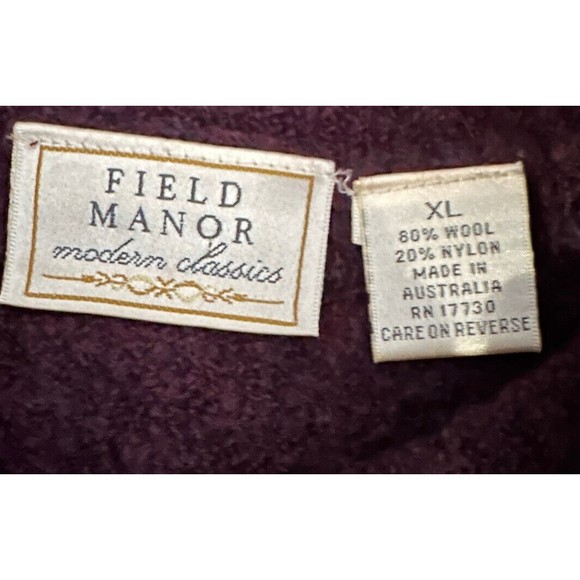 FIELD
MANOR
modern classics
XL
80% WOOL
20% NYLON
MADE IN
AUSTRALIA
RN 17730
CARE ON REVERSE